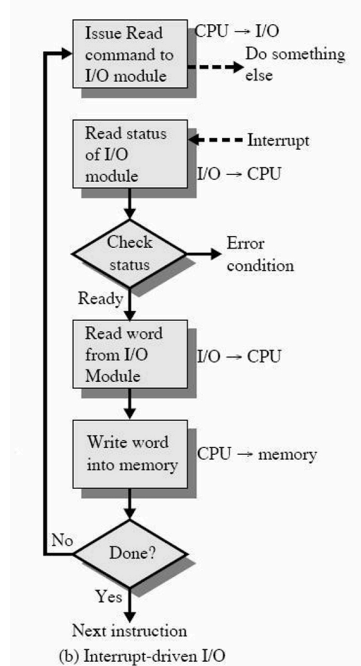 Issue Read
command to
I/O module
CPU → I/O
Do something
else
Read status
of I/O
module
Interrupt
I/O → CPU
Check
status
Error
condition
Ready
Read word
from I/O
Module
I/O → CPU
Write word
into memory
CPU → memory
No
Done?
Yes
Next instruction
(b) Interrupt-driven I/O